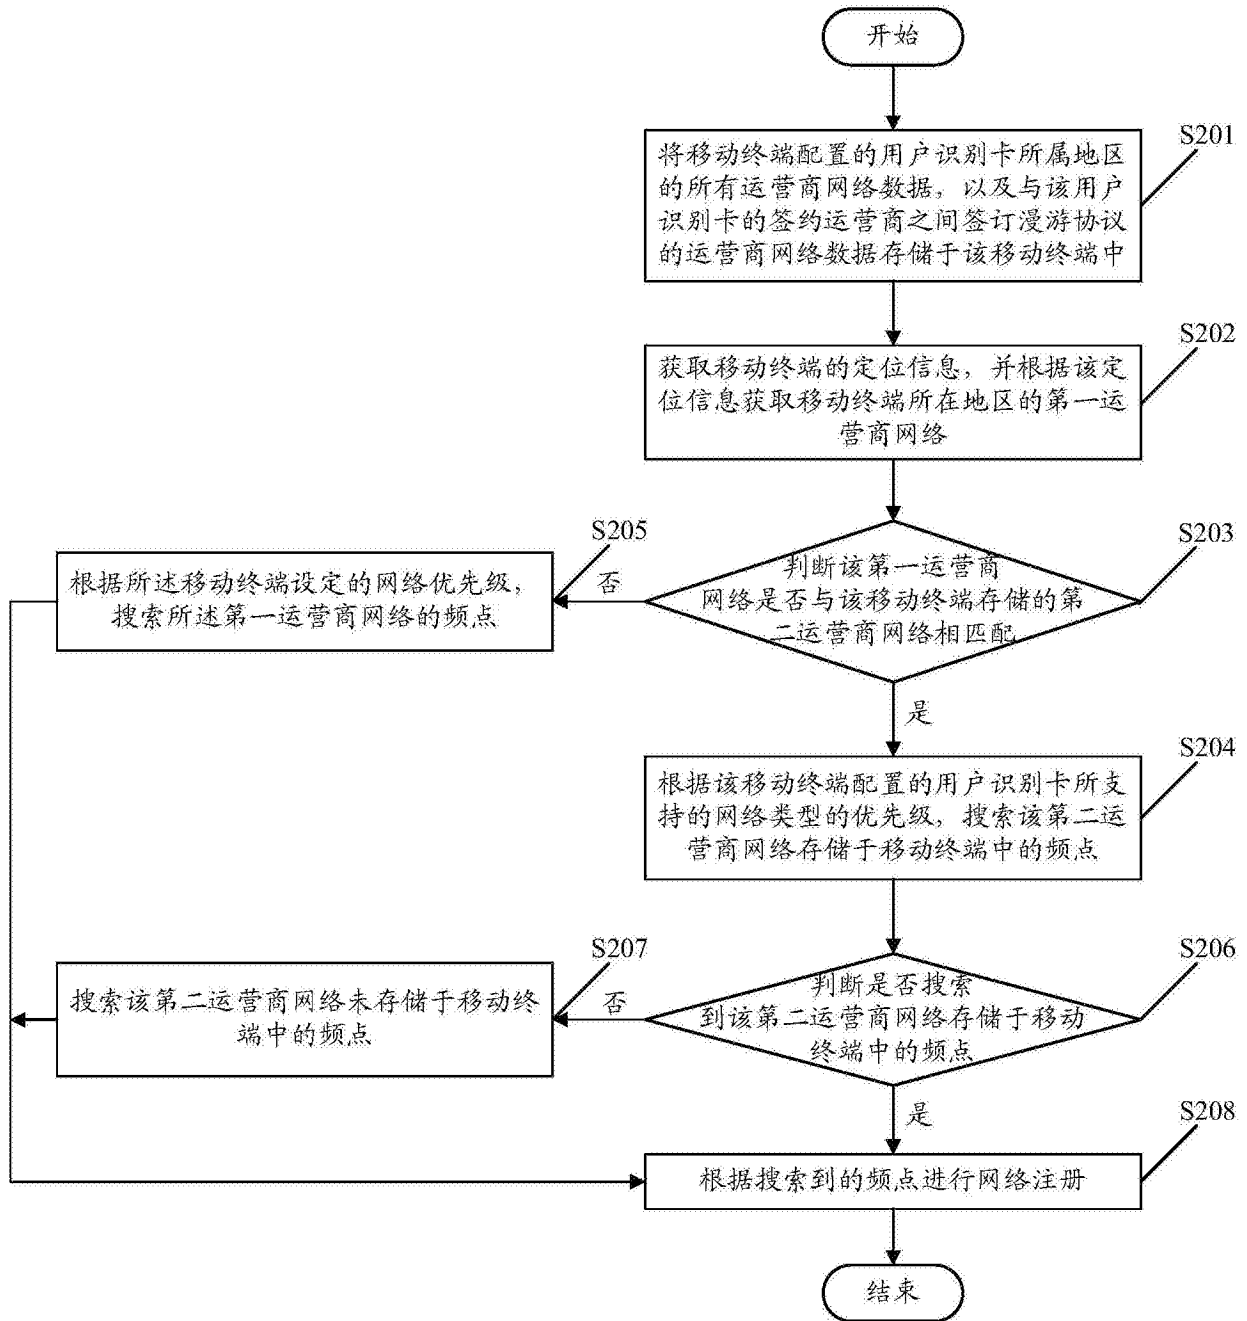 开始
S201
将移动终端配置的用户识别卡所属地区
的所有运营商网络数据，以及与该用户
识别卡的签约运营商之间签订漫游协议
的运营商网络数据存储于该移动终端中
S202
获取移动终端的定位信息，并根据该定
位信息获取移动终端所在地区的第一运
营商网络
S203
判断该第一运营商
网络是否与该移动终端存储的第
二运营商网络相匹配
否
S205
根据所述移动终端设定的网络优先级，
搜索所述第一运营商网络的频点
是
S204
根据该移动终端配置的用户识别卡所支
持的网络类型的优先级，搜索该第二运
营商网络存储于移动终端中的频点
S206
判断是否搜索
到该第二运营商网络存储于移动
终端中的频点
否
S207
搜索该第二运营商网络未存储于移动终
端中的频点
是
S208
根据搜索到的频点进行网络注册
结束